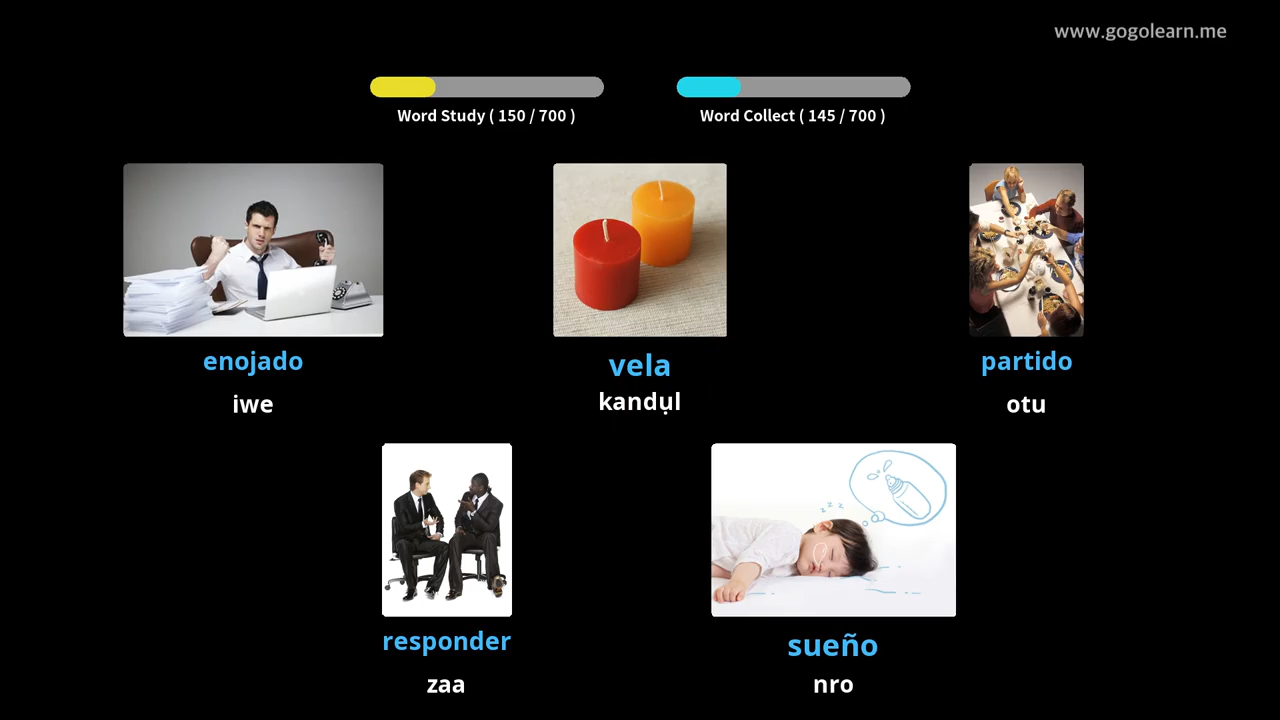 www.gogolearn.me
Word Study ( 150 / 700 )
Word Collect ( 145 / 700 )
enojado
iwe
vela
kandụl
partido
otu
responder
zaa
sueño
nro